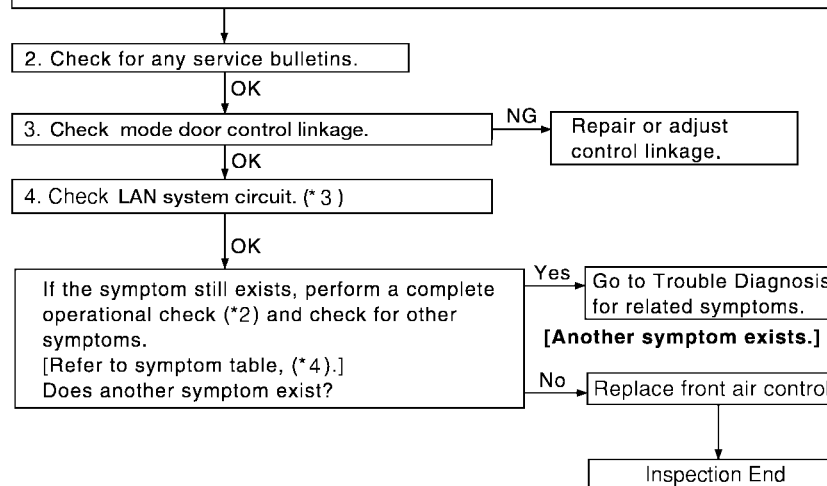 2. Check for any service bulletins.
OK
3. Check mode door control linkage.
NG
Repair or adjust
control linkage.
OK
4. Check LAN system circuit. (*3)
OK
If the symptom still exists, perform a complete
operational check (*2) and check for other
symptoms.
[Refer to symptom table, (*4).]
Does another symptom exist?
Yes
Go to Trouble Diagnosis
for related symptoms.
[Another symptom exists.]
No
Replace front air control
Inspection End